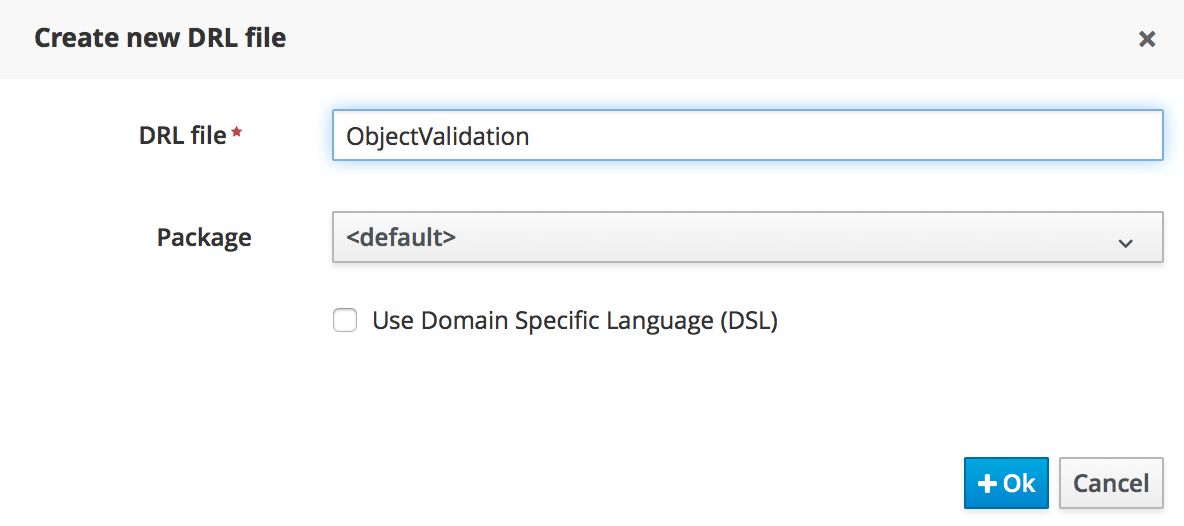 Create new DRL file ×
DRL file * ObjectValidation
Package <default>
Use Domain Specific Language (DSL)
+ Ok Cancel